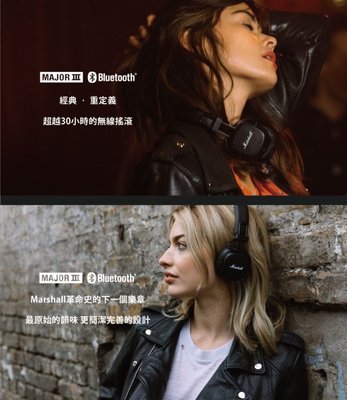 MAJOR III Bluetooth®
經典 · 重定義
超越30小時的無線搖滾
Marshall
MAJOR III Bluetooth®
Marshall革命史的下一個樂章
最原始的韻味 更簡潔完善的設計
Marshall